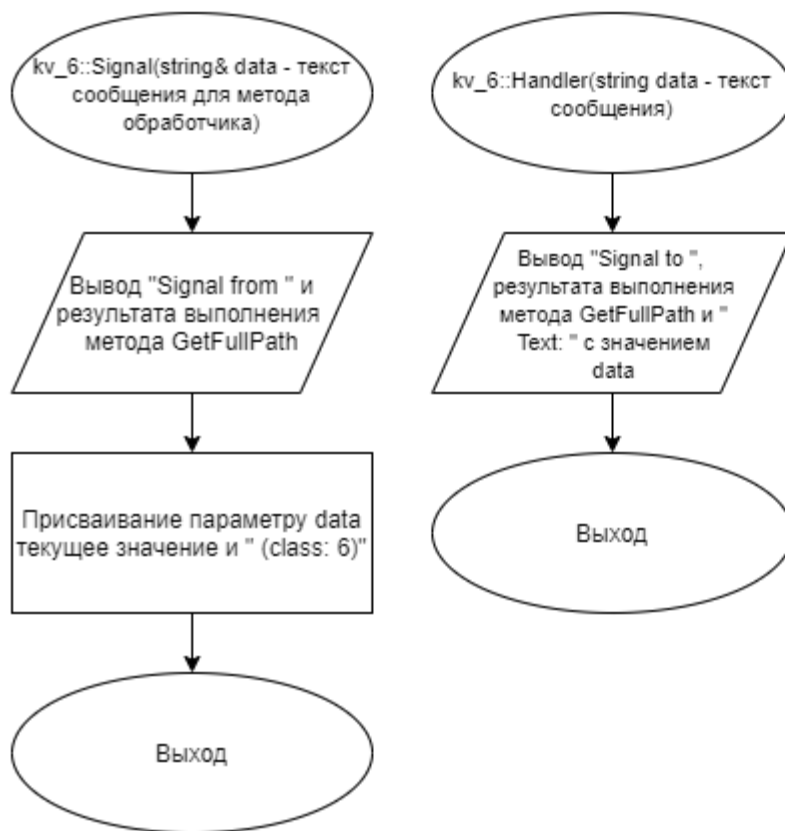 kv_6::Signal(string& data - текст
сообщения для метода
обработчика)
Вывод "Signal from " и
результата выполнения
метода GetFullPath
Присваивание параметру data
текущее значение и " (class: 6)"
Выход
kv_6::Handler(string data - текст
сообщения)
Вывод "Signal to ",
результата выполнения
метода GetFullPath и "
Text: " с значением
data
Выход